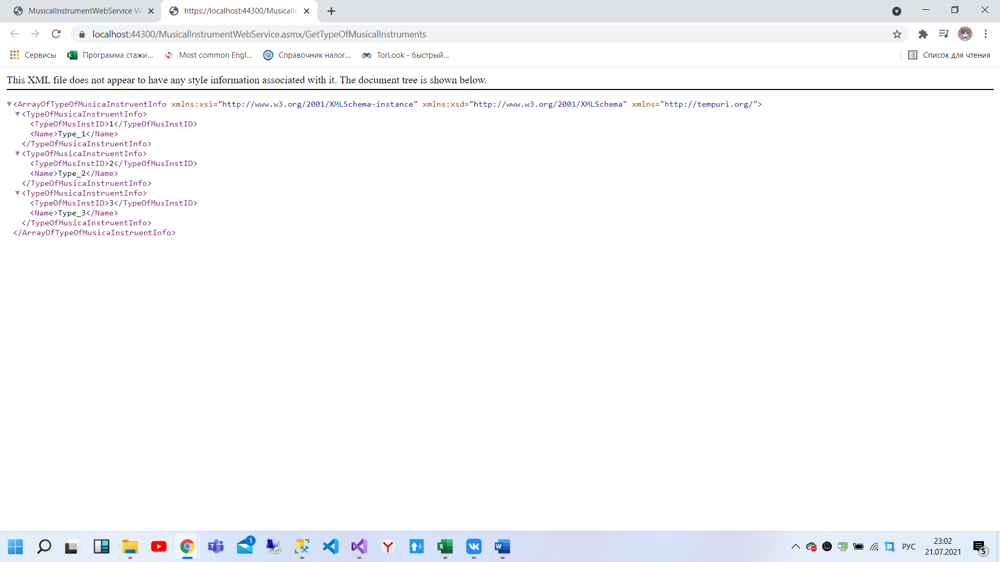 MusicalInstrumentWebService W
https://localhost:44300/MusicalIn
localhost:44300/MusicalInstrumentWebService.asmx/GetTypeOfMusicalInstruments
Сервисы Программа стажи... Most common Engl... Справочник налог... TorLook - быстрый... Список для чтения
This XML file does not appear to have any style information associated with it. The document tree is shown below.
<ArrayOfTypeOfMusicaInstruentInfo xmlns:xsi="http://www.w3.org/2001/XMLSchema-instance" xmlns:xsd="http://www.w3.org/2001/XMLSchema" xmlns="http://tempuri.org/">
<TypeOfMusicaInstruentInfo>
<TypeOfMusInstID>1</TypeOfMusInstID>
<Name>Type_1</Name>
</TypeOfMusicaInstruentInfo>
<TypeOfMusicaInstruentInfo>
<TypeOfMusInstID>2</TypeOfMusInstID>
<Name>Type_2</Name>
</TypeOfMusicaInstruentInfo>
<TypeOfMusicaInstruentInfo>
<TypeOfMusInstID>3</TypeOfMusInstID>
<Name>Type_3</Name>
</TypeOfMusicaInstruentInfo>
</ArrayOfTypeOfMusicaInstruentInfo>
1
РУС
23:02
21.07.2021
5